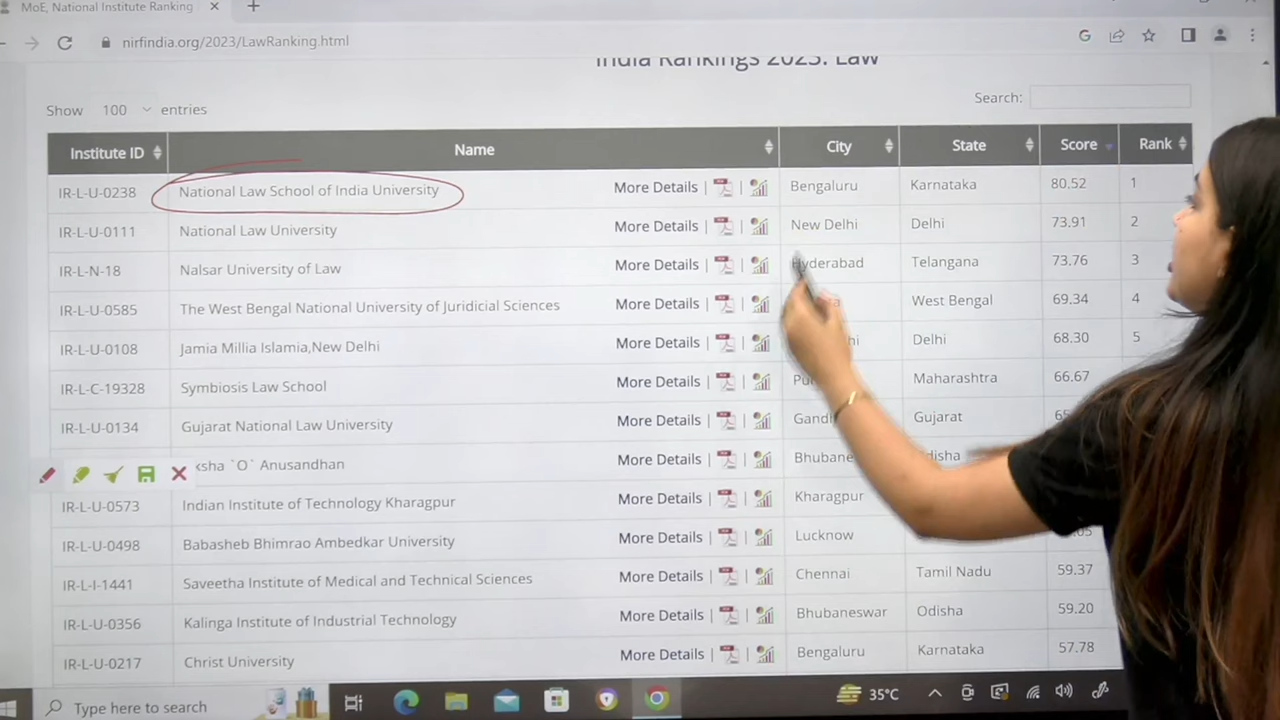 MoE, National Institute Ranking
nirfindia.org/2023/LawRanking.html
India Rankings 2023: Law
Show 100 entries
Search:
Institute ID Name City State Score Rank
IR-L-U-0238 National Law School of India University More Details | | Bengaluru Karnataka 80.52 1
IR-L-U-0111 National Law University More Details | | New Delhi Delhi 73.91 2
IR-L-N-18 Nalsar University of Law More Details | | Hyderabad Telangana 73.76 3
IR-L-U-0585 The West Bengal National University of Juridicial Sciences More Details | | West Bengal 69.34 4
IR-L-U-0108 Jamia Millia Islamia,New Delhi More Details | | Delhi 68.30 5
IR-L-C-19328 Symbiosis Law School More Details | | Maharashtra 66.67
IR-L-U-0134 Gujarat National Law University More Details | | Gujarat
`O` Anusandhan More Details | |
IR-L-U-0573 Indian Institute of Technology Kharagpur More Details | | Kharagpur
IR-L-U-0498 Babasheb Bhimrao Ambedkar University More Details | | Lucknow
IR-L-I-1441 Saveetha Institute of Medical and Technical Sciences More Details | | Chennai Tamil Nadu 59.37
IR-L-U-0356 Kalinga Institute of Industrial Technology More Details | | Bhubaneswar Odisha 59.20
IR-L-U-0217 Christ University More Details | | Bengaluru Karnataka 57.78
Type here to search 35°C